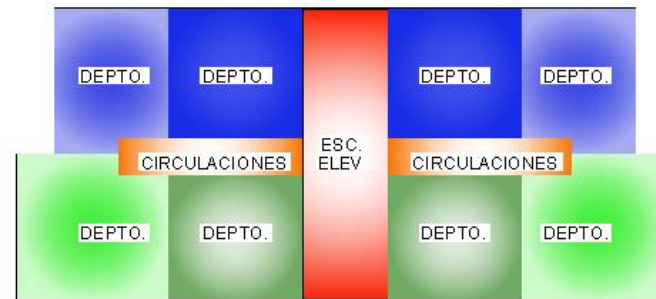 DEPTO. DEPTO. DEPTO. DEPTO.
ESC.
ELEV
CIRCULACIONES CIRCULACIONES
DEPTO. DEPTO. DEPTO. DEPTO.